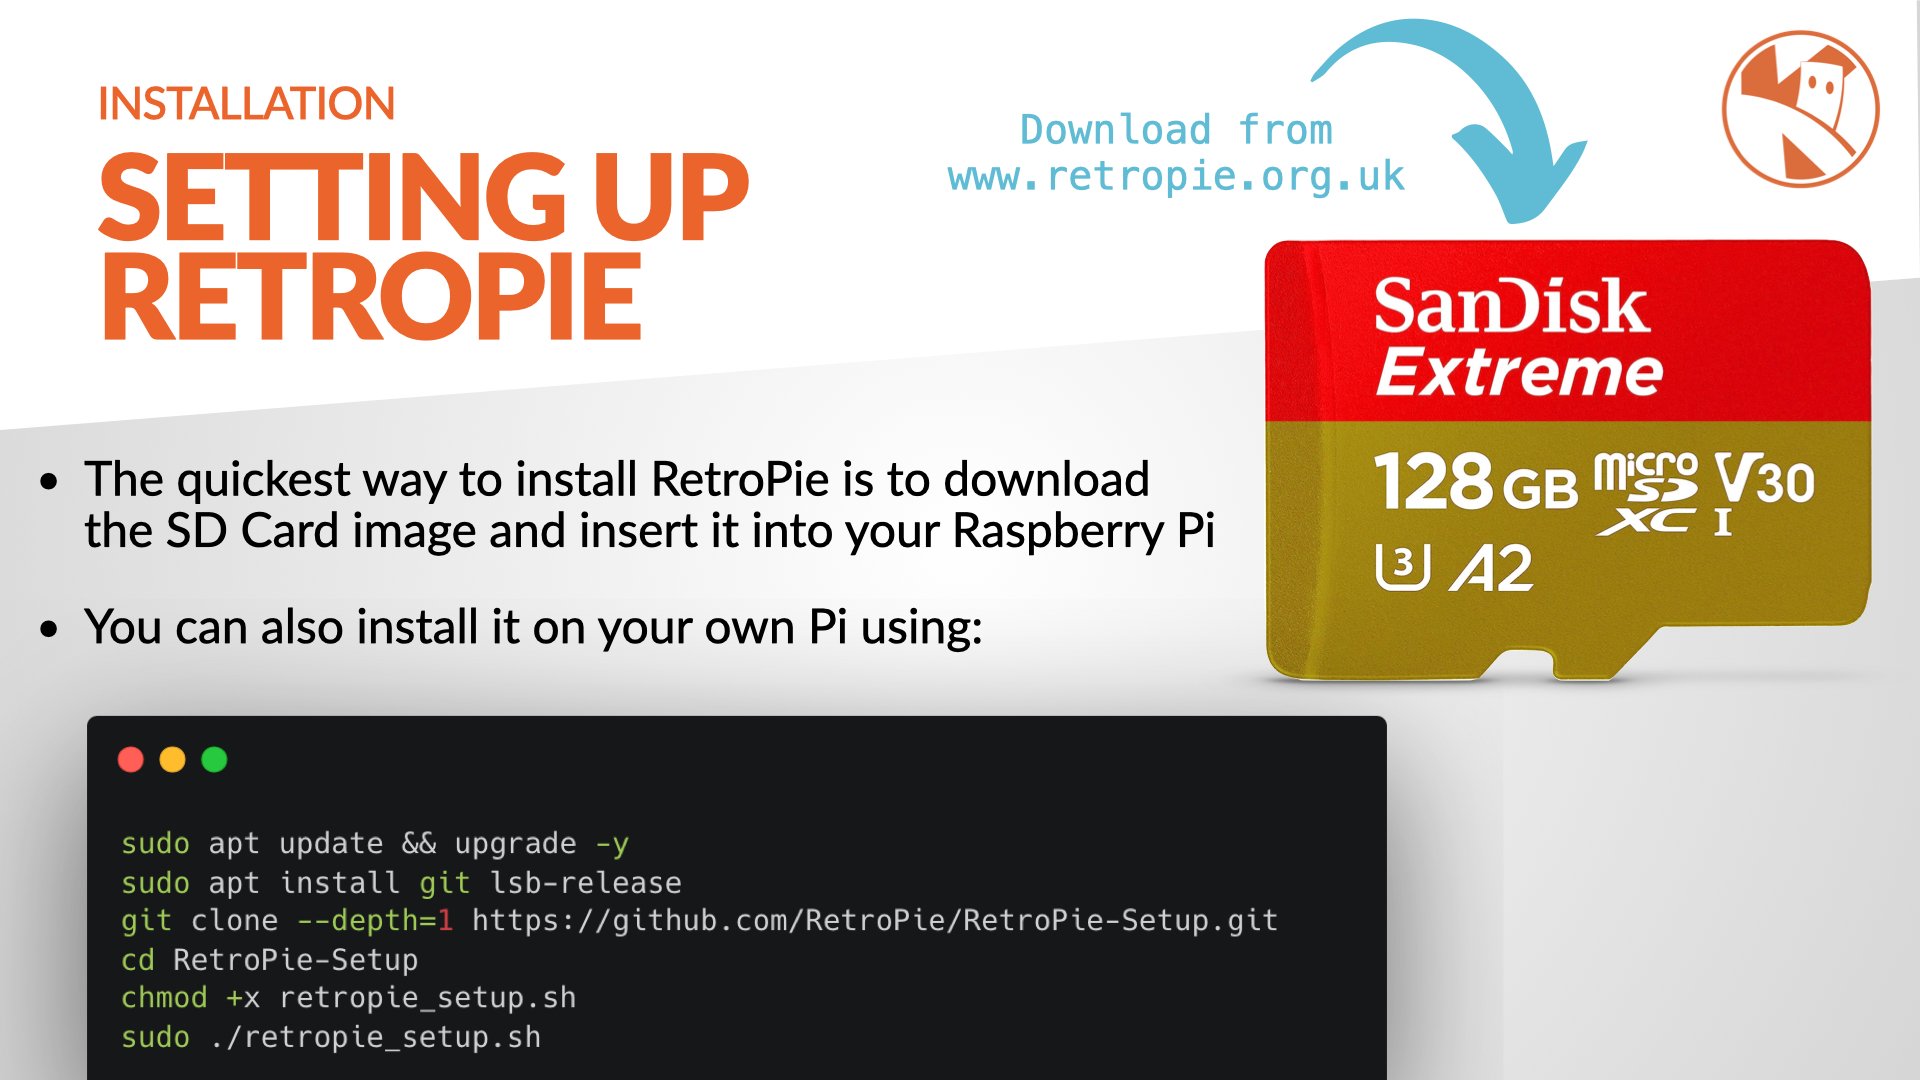 INSTALLATION
SETTING UP
RETROPIE
Download from
www.retropie.org.uk
SanDisk
Extreme
128 GB micro SD XC I V30
3 A2
• The quickest way to install RetroPie is to download
the SD Card image and insert it into your Raspberry Pi
• You can also install it on your own Pi using:
sudo apt update && upgrade -y
sudo apt install git lsb-release
git clone --depth=1 https://github.com/RetroPie/RetroPie-Setup.git
cd RetroPie-Setup
chmod +x retropie_setup.sh
sudo ./retropie_setup.sh